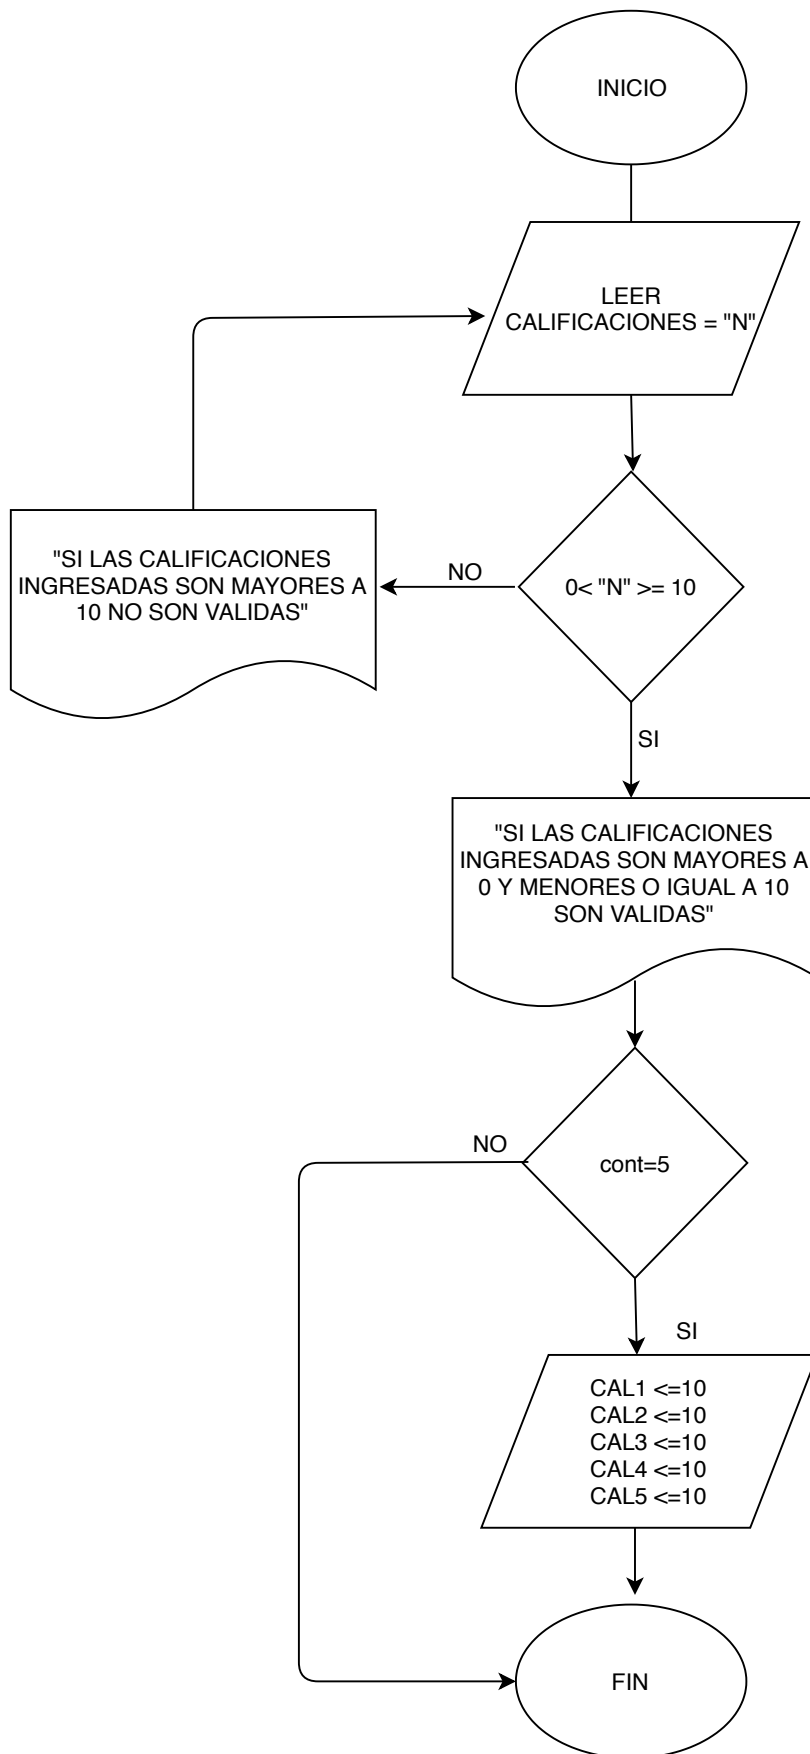 INICIO
LEER
CALIFICACIONES = "N"
0< "N" >= 10
NO
"SI LAS CALIFICACIONES
INGRESADAS SON MAYORES A
10 NO SON VALIDAS"
SI
"SI LAS CALIFICACIONES
INGRESADAS SON MAYORES A
0 Y MENORES O IGUAL A 10
SON VALIDAS"
cont=5
NO
SI
CAL1 <=10
CAL2 <=10
CAL3 <=10
CAL4 <=10
CAL5 <=10
FIN